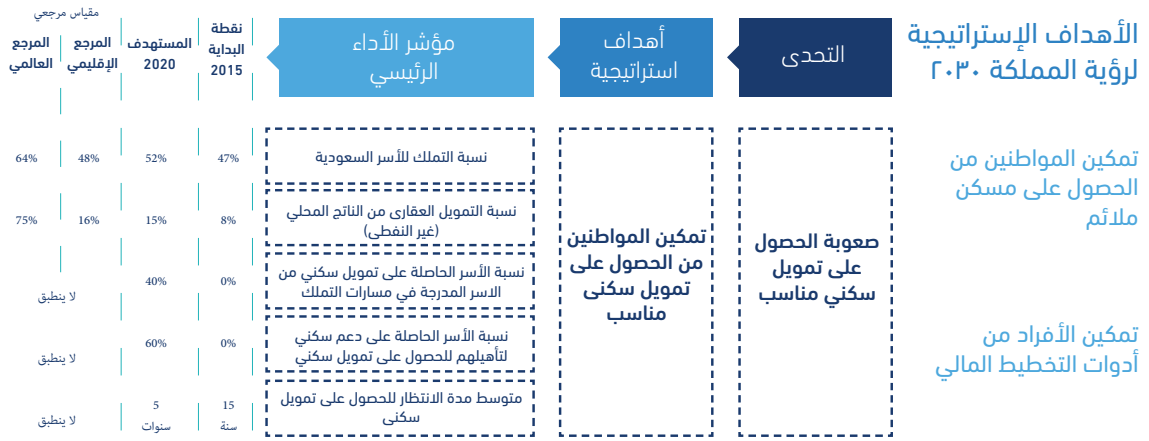 الأهداف الإستراتيجية
لرؤية المملكة ٢٠٣٠
التحدى
أهداف
استراتيجية
مؤشر الأداء
الرئيسي
نقطة
البداية
2015
المستهدف
2020
مقياس مرجعي
المرجع
الإقليمي
المرجع
العالمي
تمكين المواطنين من
الحصول على مسكن
ملائم
تمكين الأفراد من
أدوات التخطيط المالي
صعوبة الحصول
على تمويل
سكني مناسب
تمكين المواطنين
من الحصول على
تمويل سكنى
مناسب
نسبة التملك للأسر السعودية
47%
52%
48%
64%
نسبة التمويل العقارى من الناتج المحلي
(غير النفطى)
8%
15%
16%
75%
نسبة الأسر الحاصلة على تمويل سكني من
الاسر المدرجة في مسارات التملك
0%
40%
لا ينطبق
نسبة الأسر الحاصلة على دعم سكني
لتأهيلهم للحصول على تمويل سكني
0%
60%
لا ينطبق
متوسط مدة الانتظار للحصول على تمويل
سكنى
15
سنة
5
سنوات
لا ينطبق